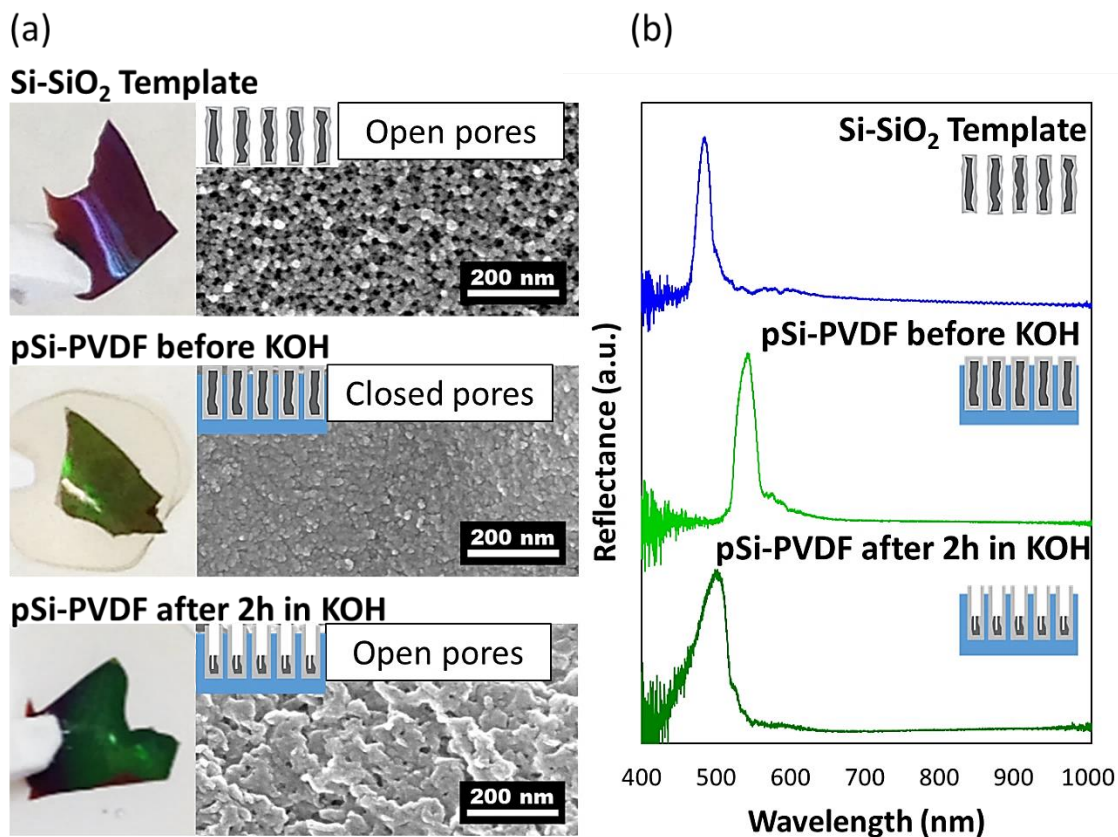 (a)
Si-SiO₂ Template
Open pores
200 nm
pSi-PVDF before KOH
Closed pores
200 nm
pSi-PVDF after 2h in KOH
Open pores
200 nm
(b)
Si-SiO₂ Template
pSi-PVDF before KOH
pSi-PVDF after 2h in KOH
Reflectance (a.u.)
400 500 600 700 800 900 1000
Wavelength (nm)